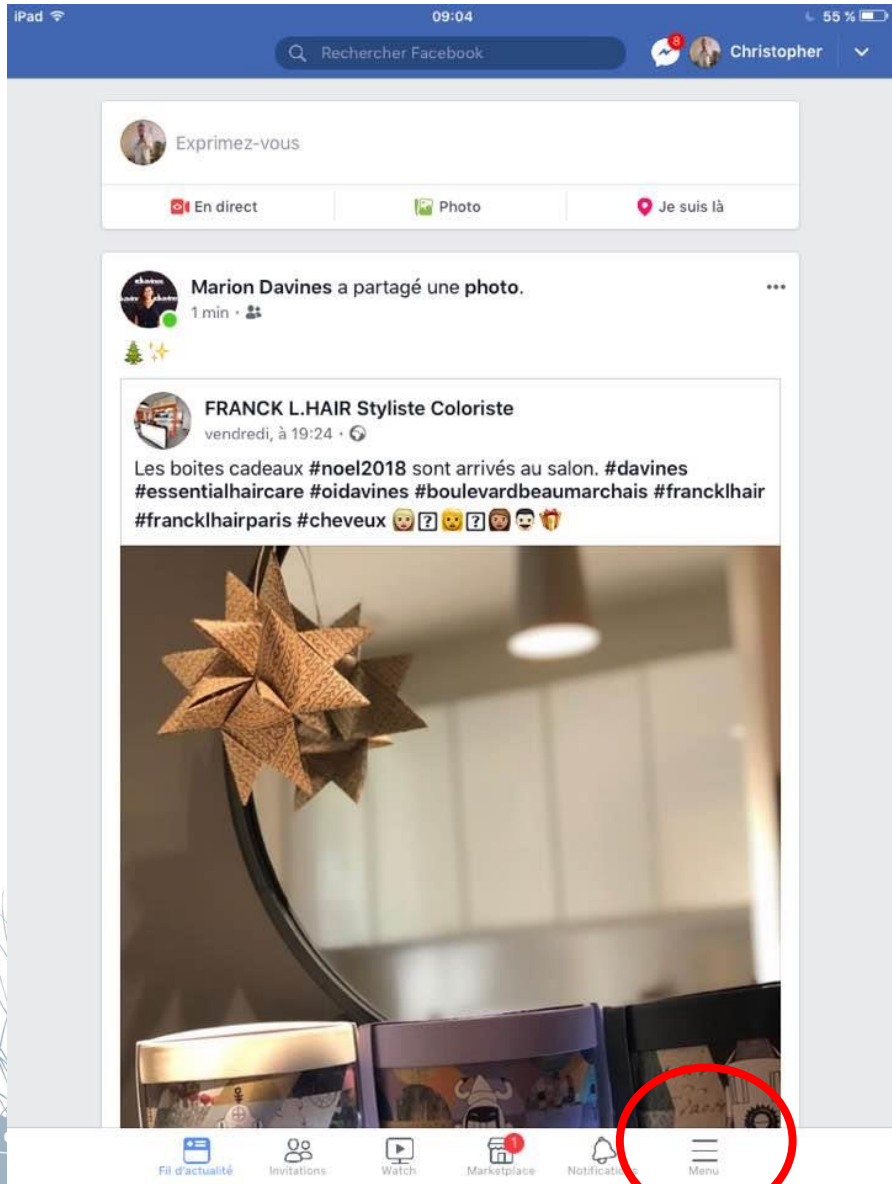 iPad 09:04 55 %
Rechercher Facebook 8 Christopher
Exprimez-vous
En direct Photo Je suis là
Marion Davines a partagé une photo.
1 min ·
FRANCK L.HAIR Styliste Coloriste
vendredi, à 19:24 ·
Les boites cadeaux #noel2018 sont arrivés au salon. #davines
#essentialhaircare #oidavines #boulevardbeaumarchais #francklhair
#francklhairparis #cheveux
1
Fil d'actualité Invitations Watch Marketplace Notifications Menu